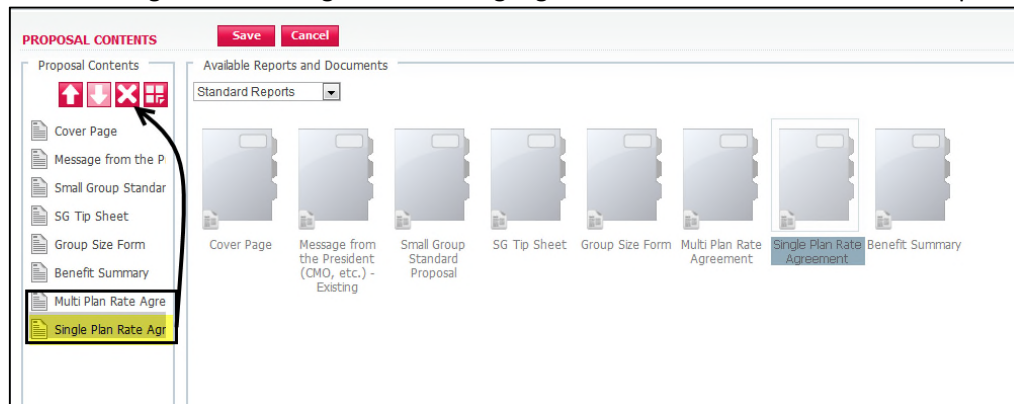 PROPOSAL CONTENTS
Save
Cancel
Proposal Contents
Available Reports and Documents
Standard Reports
Cover Page
Message from the P
Small Group Standar
SG Tip Sheet
Group Size Form
Benefit Summary
Multi Plan Rate Agre
Single Plan Rate Agr
Cover Page
Message from
the President
(CMO, etc.) -
Existing
Small Group
Standard
Proposal
SG Tip Sheet
Group Size Form
Multi Plan Rate
Agreement
Single Plan Rate
Agreement
Benefit Summary